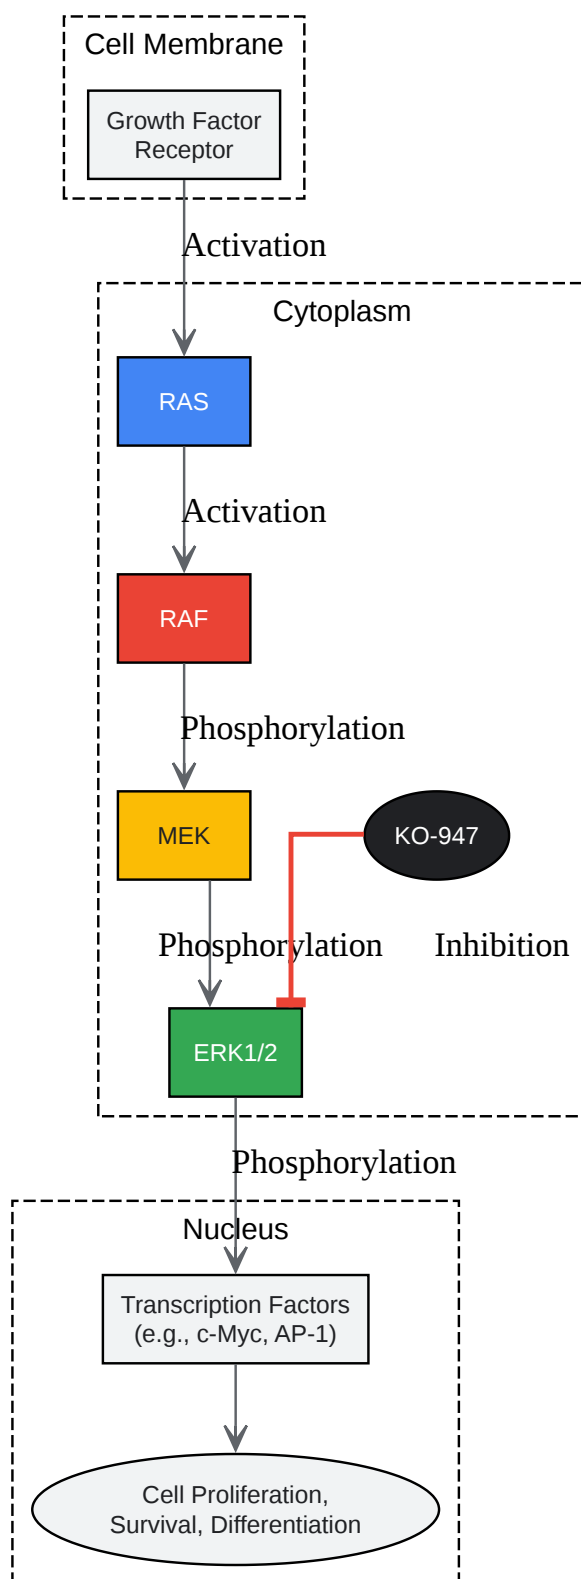 Cell Membrane
Growth Factor
Receptor
Activation
Cytoplasm
RAS
Activation
RAF
Phosphorylation
MEK
KO-947
Phosphorylation
Inhibition
ERK1/2
Phosphorylation
Nucleus
Transcription Factors
(e.g., c-Myc, AP-1)
Cell Proliferation,
Survival, Differentiation